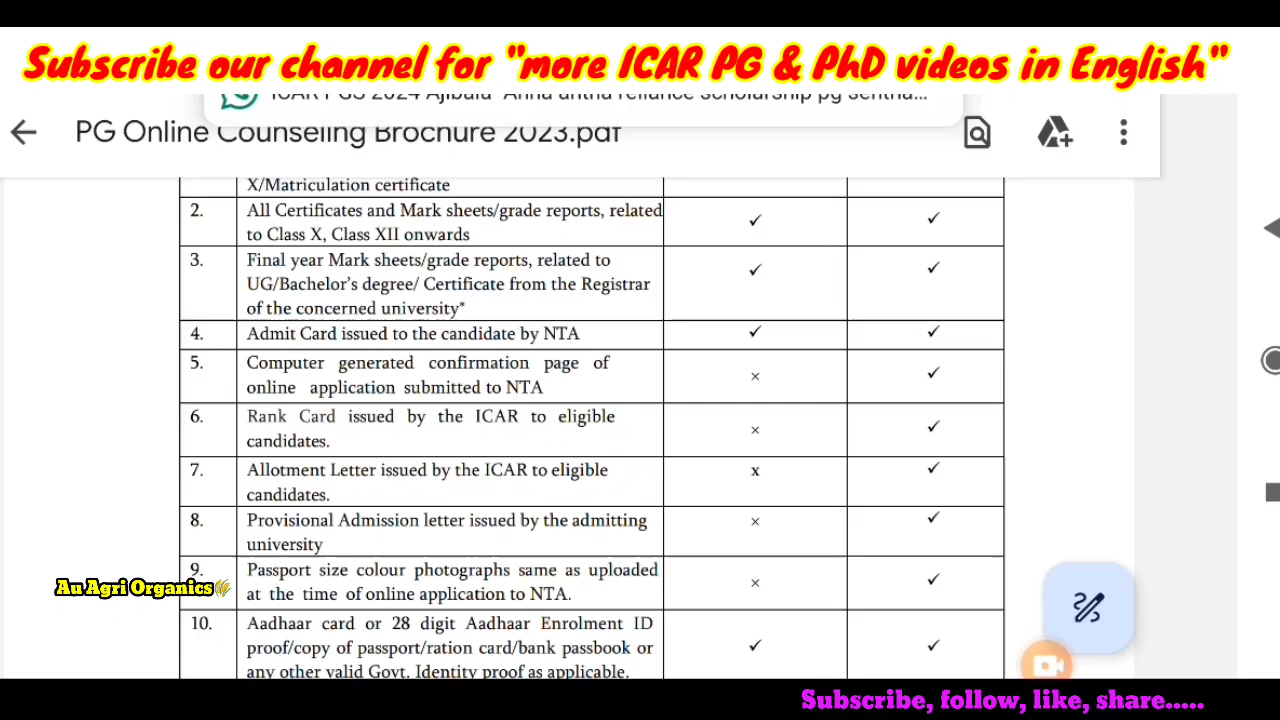 Subscribe our channel for "more ICAR PG & PhD videos in English"
PG Online Counseling Brochure 2023.pdf
X/Matriculation certificate
2. All Certificates and Mark sheets/grade reports, related ✓ ✓
to Class X, Class XII onwards
3. Final year Mark sheets/grade reports, related to ✓ ✓
UG/Bachelor's degree/ Certificate from the Registrar
of the concerned university*
4. Admit Card issued to the candidate by NTA ✓ ✓
5. Computer generated confirmation page of × ✓
online application submitted to NTA
6. Rank Card issued by the ICAR to eligible × ✓
candidates.
7. Allotment Letter issued by the ICAR to eligible x ✓
candidates.
8. Provisional Admission letter issued by the admitting × ✓
university
9. Passport size colour photographs same as uploaded × ✓
at the time of online application to NTA.
Au Agri Organics
10. Aadhaar card or 28 digit Aadhaar Enrolment ID ✓ ✓
proof/copy of passport/ration card/bank passbook or
any other valid Govt. Identity proof as applicable.
Subscribe, follow, like, share.....